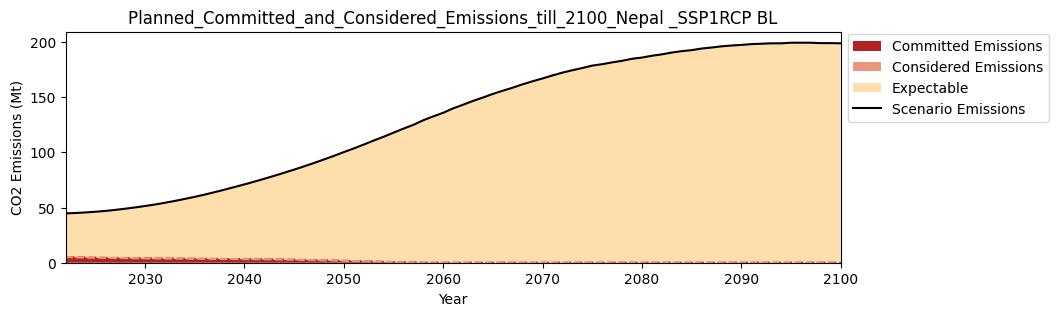 Planned_Committed_and_Considered_Emissions_till_2100_Nepal _SSP1RCP BL
200
150
100
50
0
CO2 Emissions (Mt)
2030 2040 2050 2060 2070 2080 2090 2100
Year
Committed Emissions
Considered Emissions
Expectable
Scenario Emissions